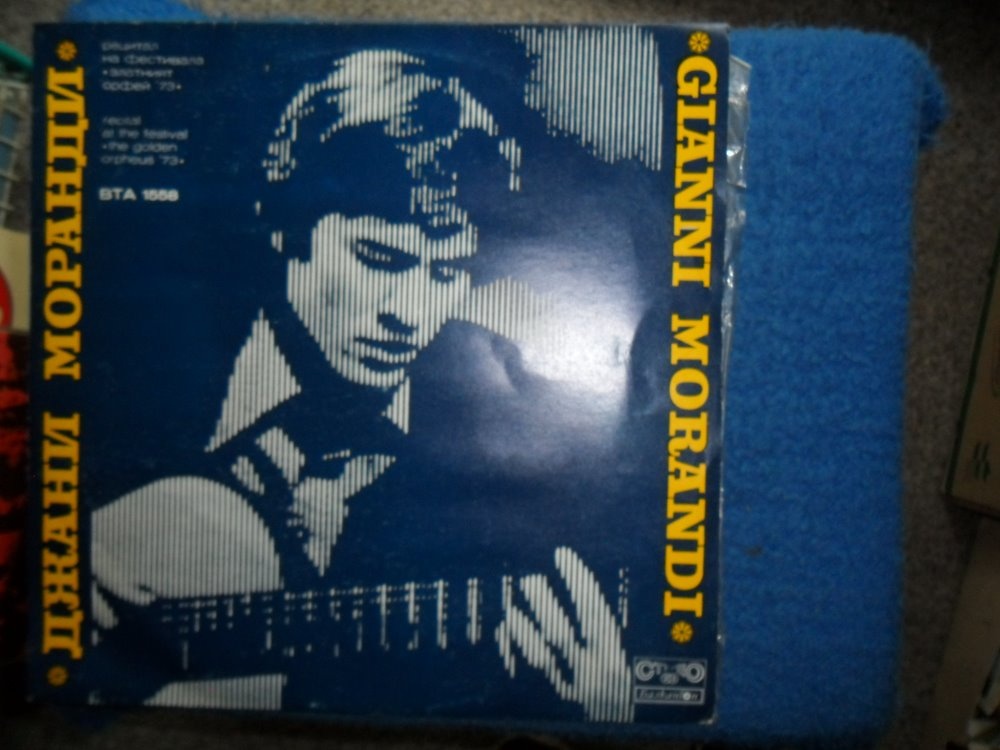 ДЖАНИ МОРАНДИ
рецитал
на фестивала
«златният
орфей '73»
recital
at the festival
«the golden
orpheus '73»
ВТА 1558
GIANNI MORANDI
Балкантон